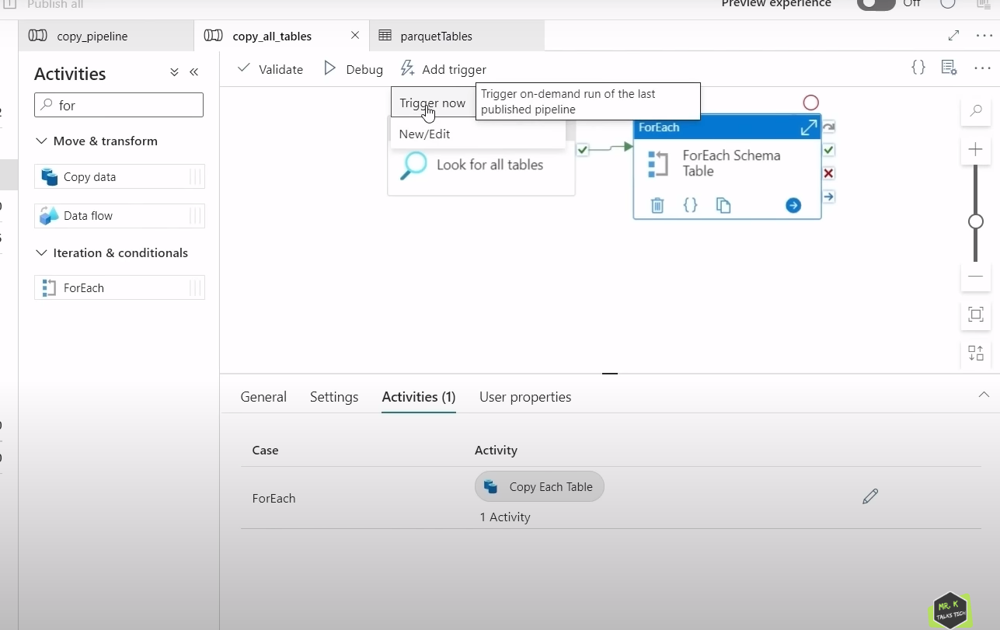 Publish all
Preview experience
Off
copy_pipeline
copy_all_tables
parquetTables
Activities
Validate
Debug
Add trigger
for
Trigger now
Trigger on-demand run of the last
published pipeline
New/Edit
ForEach
Move & transform
Look for all tables
ForEach Schema
Table
Copy data
Data flow
Iteration & conditionals
ForEach
General
Settings
Activities (1)
User properties
Case
Activity
ForEach
Copy Each Table
1 Activity
MR. K
TALKS TECH